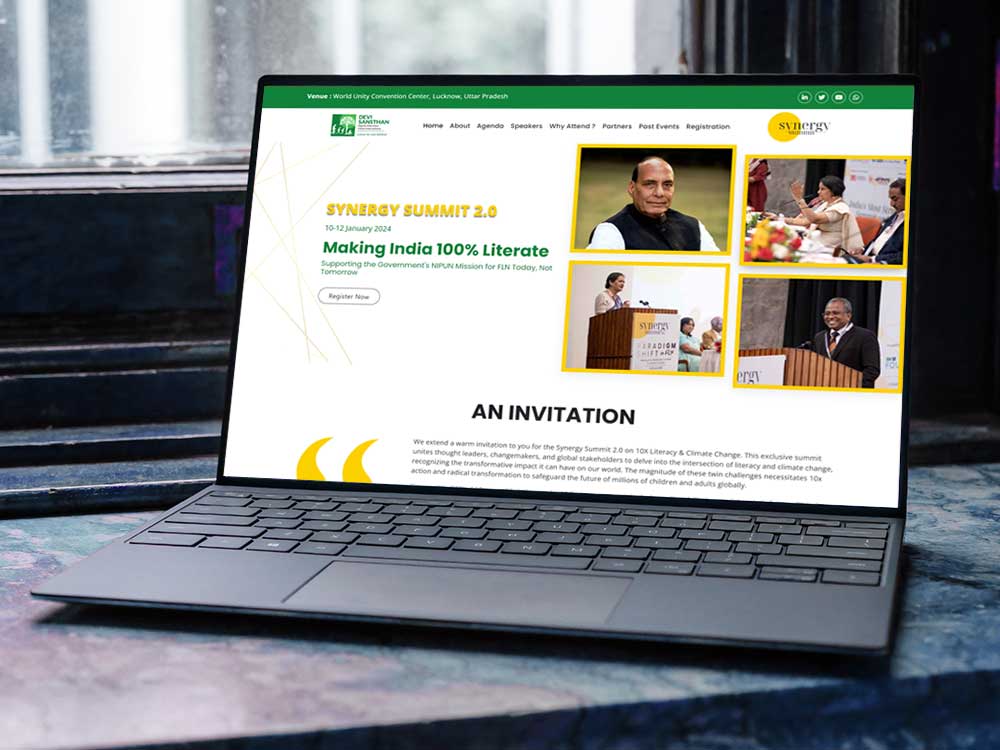 Venue : World Unity Convention Center, Lucknow, Uttar Pradesh
DEVI
SANSTHAN
Home About Agenda Speakers Why Attend ? Partners Past Events Registration
synergy
summit
SYNERGY SUMMIT 2.0
10-12 January 2024
Making India 100% Literate
Supporting the Government's NIPUN Mission for FLN Today, Not
Tomorrow
Register Now
synergy
PARADIGM
SHIFT in FLN
ergy
AN INVITATION
We extend a warm invitation to you for the Synergy Summit 2.0 on 10X Literacy & Climate Change. This exclusive summit
unites thought leaders, changemakers, and global stakeholders to delve into the intersection of literacy and climate change,
recognizing the transformative impact it can have on our world. The magnitude of these twin challenges necessitates 10x
action and radical transformation to safeguard the future of millions of children and adults globally.